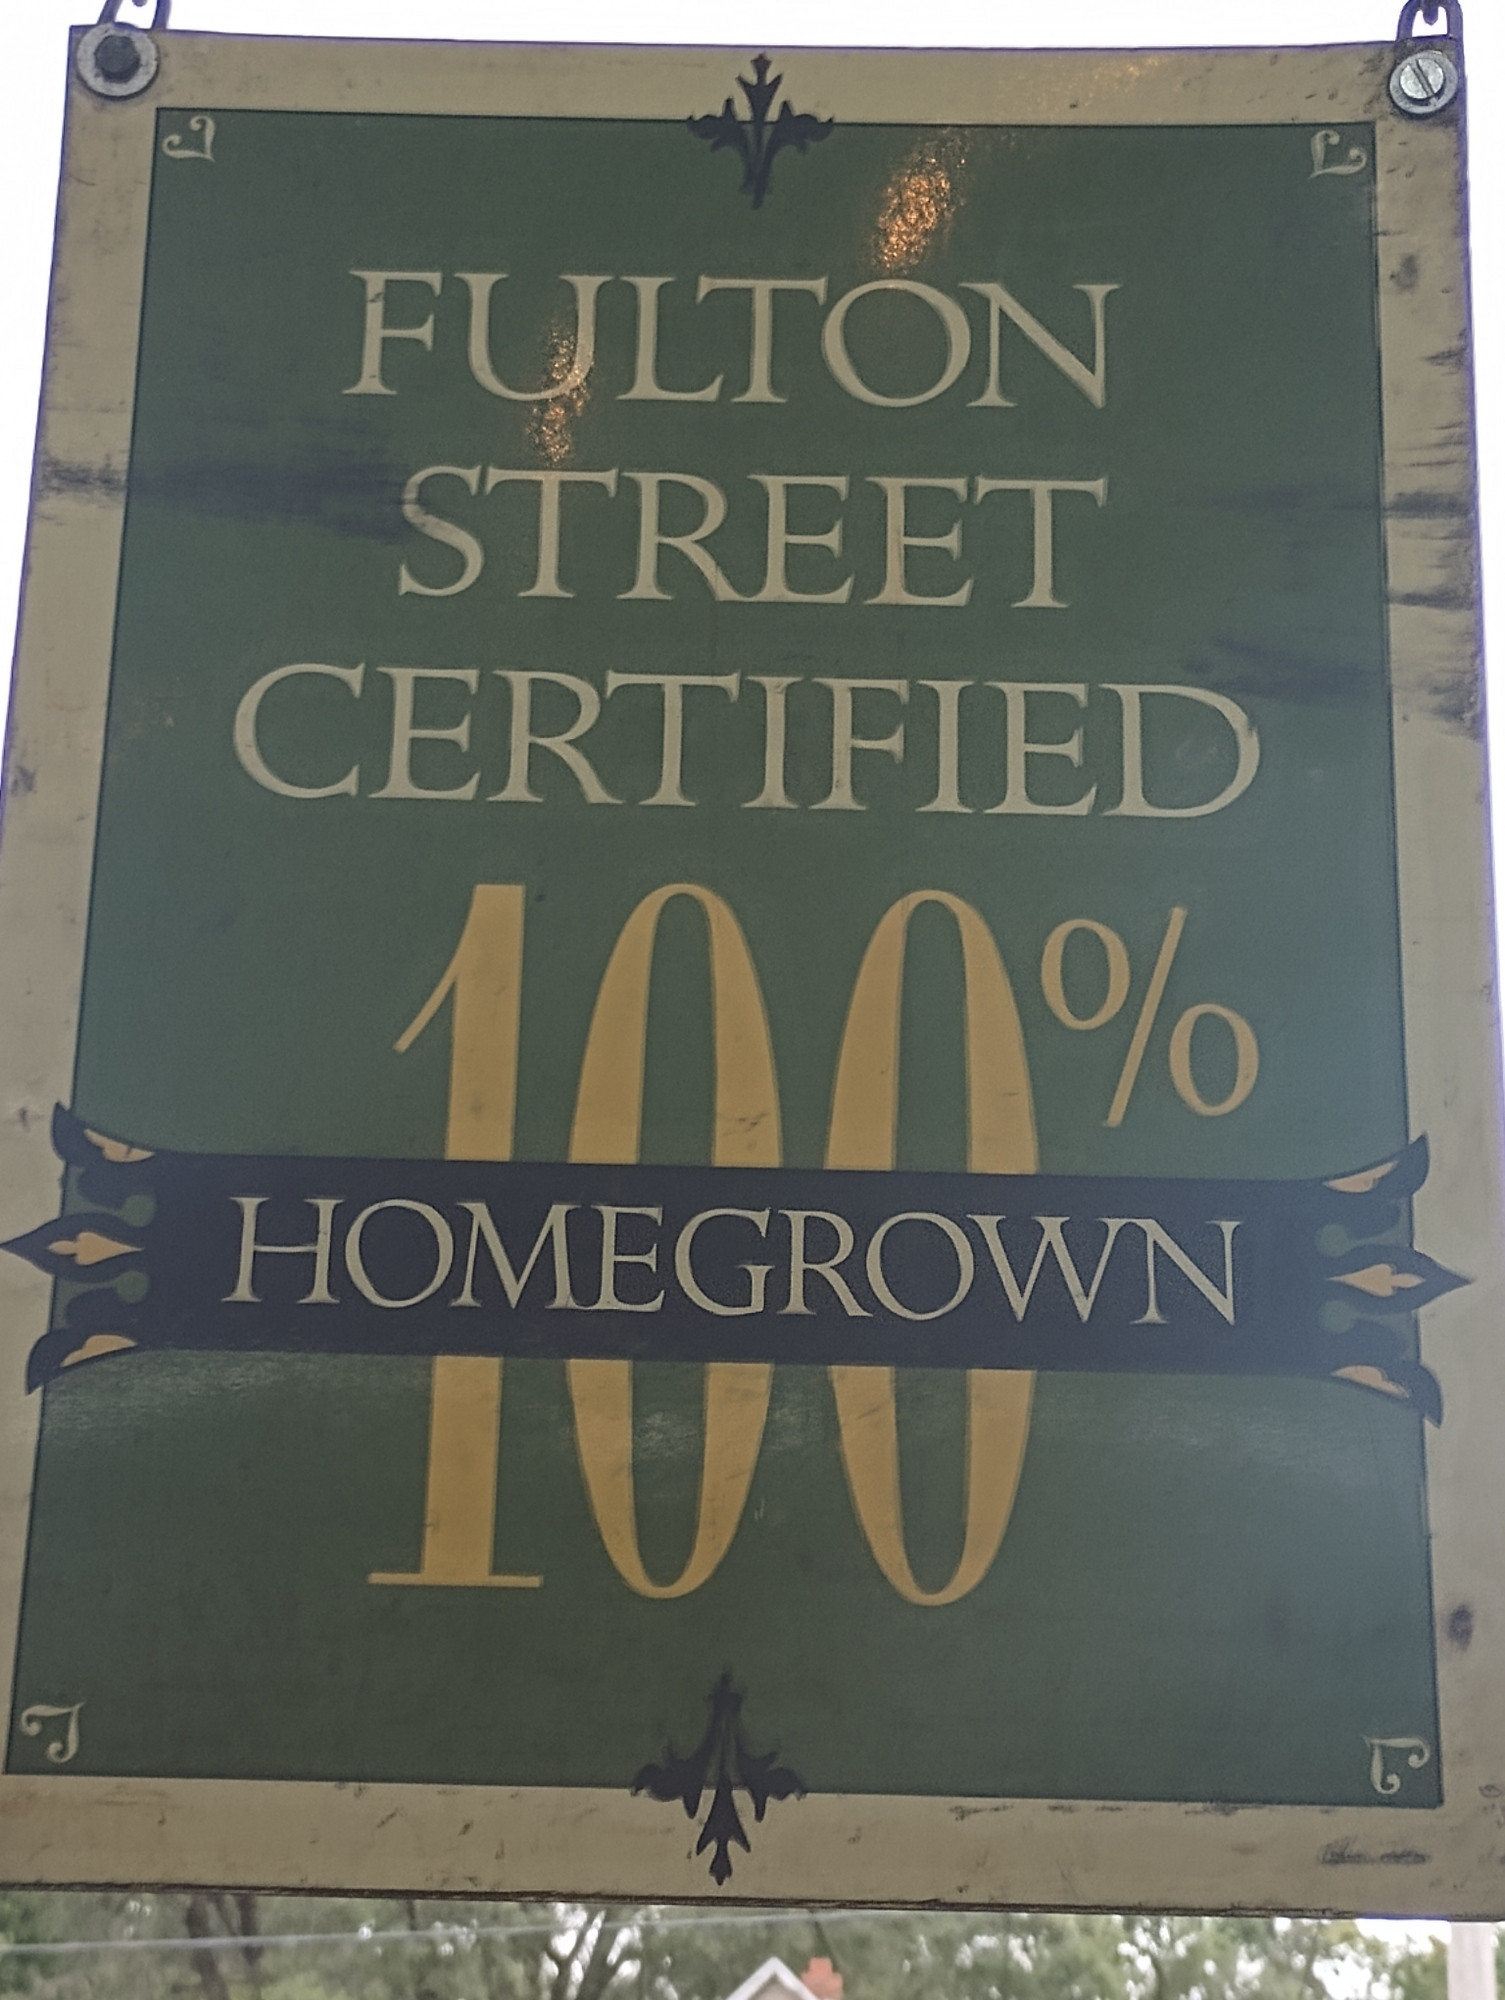 FULTON
STREET
CERTIFIED
100%
HOMEGROWN